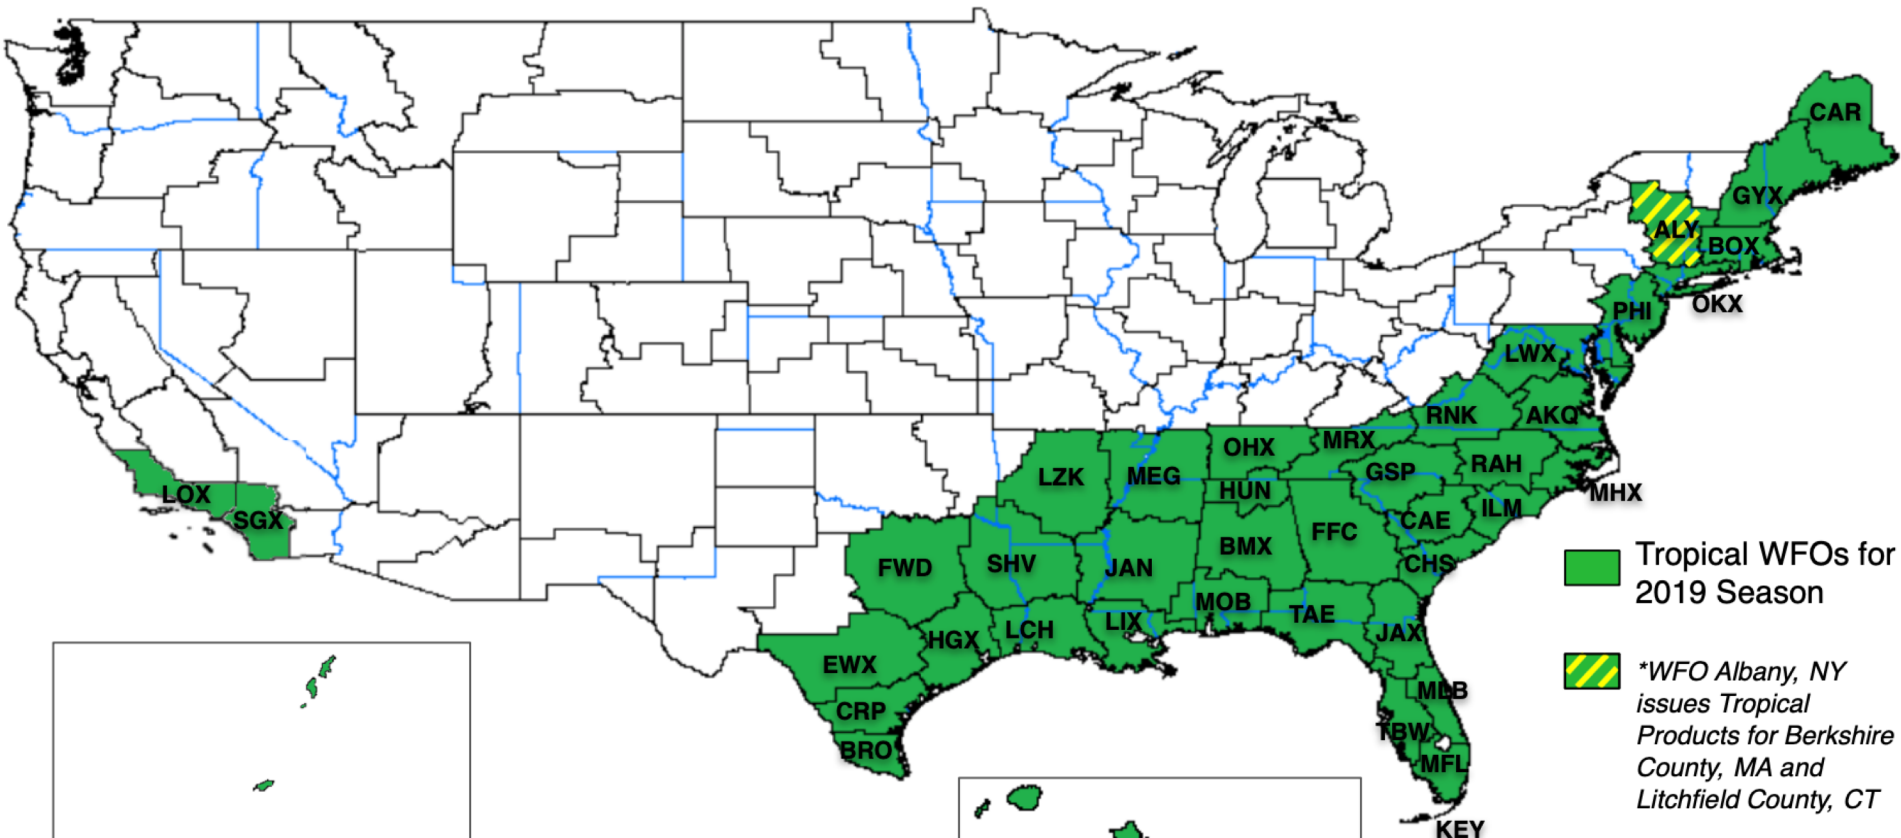 CAR
GYX
ALY
BOX
OKX
PHI
LWX
RNK
AKQ
OHX
MRX
LZK
MEG
GSP
RAH
HUN
MHX
LOX
SGX
ILM
CAE
FFC
BMX
CHS
FWD
SHV
JAN
MOB
TAE
LIX
LCH
HGX
JAX
EWX
MLB
CRP
TBW
BRO
MFL
KEY
Tropical WFOs for
2019 Season
*WFO Albany, NY
issues Tropical
Products for Berkshire
County, MA and
Litchfield County, CT